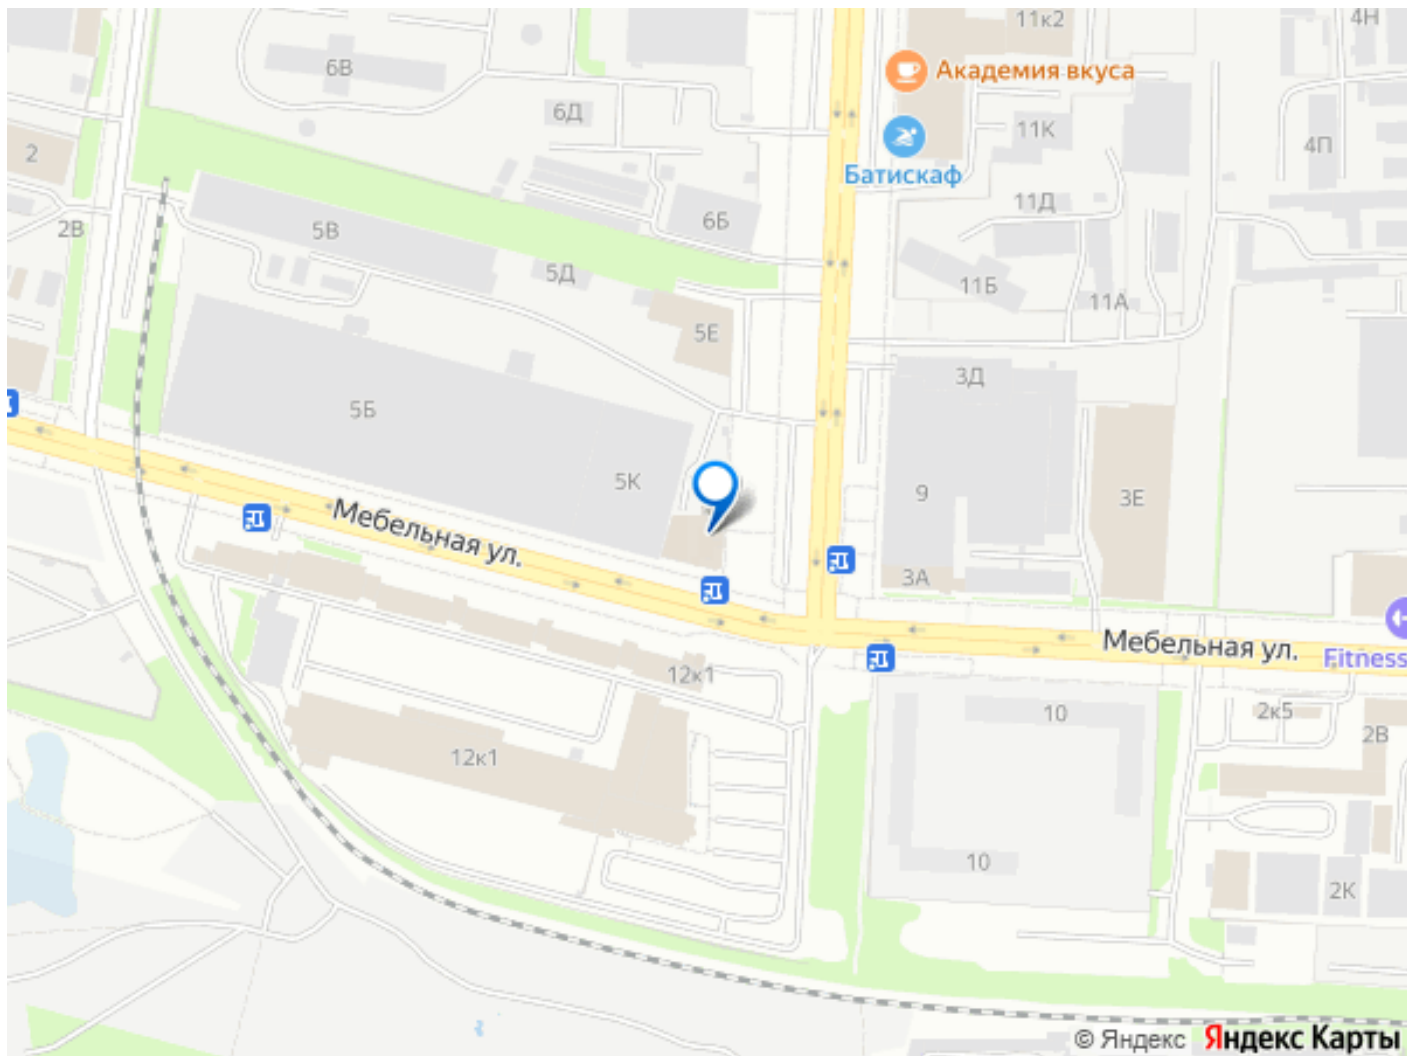 11к2
4Н
6В
Академия вкуса
6Д
11К
4П
2
Батискаф
6Б
11Д
2В
5В
5Д
11Б
11А
5Е
3Д
5Б
5К
9
3Е
Мебельная ул.
3А
Мебельная ул.
Fitness
12к1
10
2к5
2В
12к1
10
2К
© Яндекс Яндекс Карты